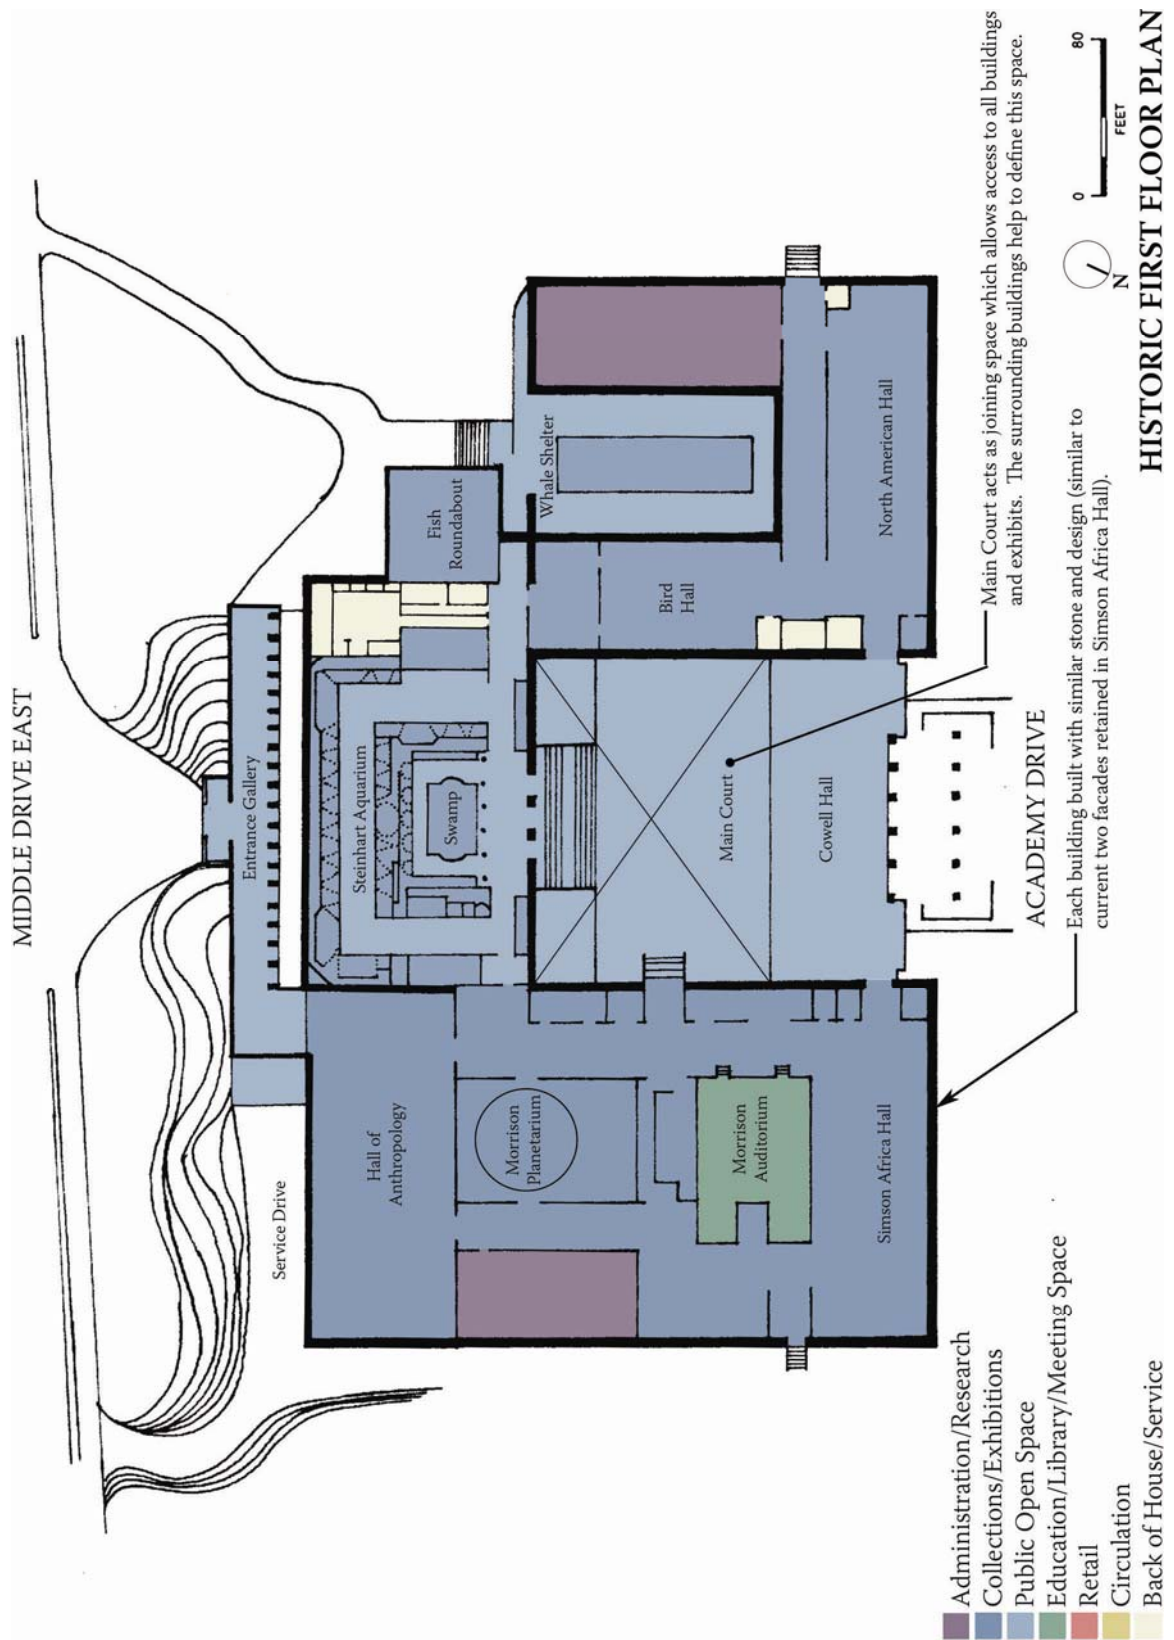 MIDDLE DRIVE EAST
Service Drive
Entrance Gallery
Hall of
Anthropology
Steinhart Aquarium
Swamp
Fish
Roundabout
Whale Shelter
Morrison
Planetarium
Morrison
Auditorium
Bird
Hall
Main Court
Cowell Hall
Simson Africa Hall
North American Hall
ACADEMY DRIVE
Main Court acts as joining space which allows access to all buildings
and exhibits. The surrounding buildings help to define this space.
Each building built with similar stone and design (similar to
current two facades retained in Simson Africa Hall).
Administration/Research
Collections/Exhibitions
Public Open Space
Education/Library/Meeting Space
Retail
Circulation
Back of House/Service
N
0
80
FEET
HISTORIC FIRST FLOOR PLAN